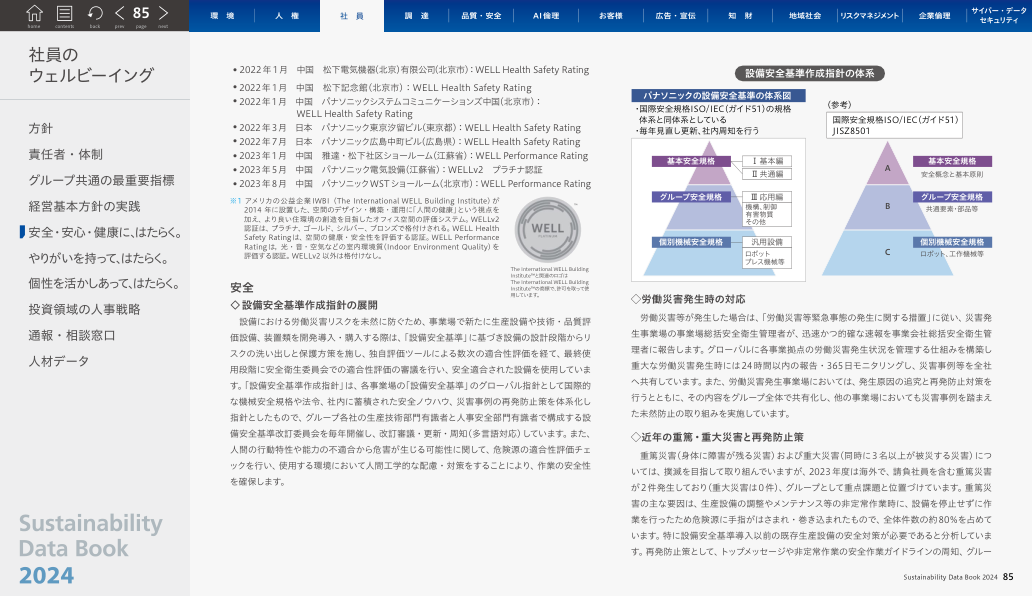 home
contents
back
prev
85
page
next
環 境
人 権
社 員
調 達
品質・安全
AI倫理
お客様
広告・宣伝
知 財
地域社会
リスクマネジメント
企業倫理
サイバー・データ
セキュリティ
社員の
ウェルビーイング
方針
責任者・体制
グループ共通の最重要指標
経営基本方針の実践
安全・安心・健康に、はたらく。
やりがいを持って、はたらく。
個性を活かしあって、はたらく。
投資領域の人事戦略
通報・相談窓口
人材データ
Sustainability
Data Book
2024
• 2022年1月 中国 松下電気機器(北京)有限公司(北京市)：WELL Health Safety Rating
• 2022年1月 中国 松下記念館(北京市)：WELL Health Safety Rating
• 2022年1月 中国 パナソニックシステムコミュニケーションズ中国(北京市)：
WELL Health Safety Rating
• 2022年3月 日本 パナソニック東京汐留ビル(東京都)：WELL Health Safety Rating
• 2022年7月 日本 パナソニック広島中町ビル(広島県)：WELL Health Safety Rating
• 2023年1月 中国 雅達・松下社区ショールーム(江蘇省)：WELL Performance Rating
• 2023年5月 中国 パナソニック電気設備(江蘇省)：WELLv2 プラチナ認証
• 2023年8月 中国 パナソニックWSTショールーム(北京市)：WELL Performance Rating
※1 アメリカの公益企業IWBI (The International WELL Building Institute)が
2014年に設置した、空間のデザイン・構築・運用に「人間の健康」という視点を
加え、より良い住環境の創造を目指したオフィス空間の評価システム。WELLv2
認証は、プラチナ、ゴールド、シルバー、ブロンズで格付けされる。WELL Health
Safety Ratingは、空間の健康・安全性を評価する認証。WELL Performance
Ratingは、光・音・空気などの室内環境質(Indoor Environment Quality)を
評価する認証。WELLv2以外は格付けなし。
WELL
The International WELL Building
Institute™と関連のロゴは
The International WELL Building
Institute™の商標で、許可を取って使
用しています。
安全
◇設備安全基準作成指針の展開
設備における労働災害リスクを未然に防ぐため、事業場で新たに生産設備や技術・品質評
価設備、装置類を開発導入・購入する際は、「設備安全基準」に基づき設備の設計段階からリ
スクの洗い出しと保護方策を施し、独自評価ツールによる数次の適合性評価を経て、最終使
用段階に安全衛生委員会での適合性評価の審議を行い、安全適合された設備を使用していま
す。「設備安全基準作成指針」は、各事業場の「設備安全基準」のグローバル指針として国際的
な機械安全規格や法令、社内に蓄積された安全ノウハウ、災害事例の再発防止策を体系化し
指針としたもので、グループ各社の生産技術部門有識者と人事安全部門有識者で構成する設
備安全基準改訂委員会を毎年開催し、改訂審議・更新・周知(多言語対応)しています。また、
人間の行動特性や能力の不適合から危害が生じる可能性に関して、危険源の適合性評価チェ
ックを行い、使用する環境において人間工学的な配慮・対策をすることにより、作業の安全性
を確保します。
設備安全基準作成指針の体系
パナソニックの設備安全基準の体系図
・国際安全規格ISO/IEC(ガイド51)の規格
体系と同体系としている
・毎年見直し更新、社内周知を行う
基本安全規格
Ⅰ 基本編
Ⅱ 共通編
グループ安全規格
Ⅲ 応用編
機構、制御
有害物質
その他
個別機械安全規格
汎用設備
ロボット
プレス機械等
(参考)
国際安全規格ISO/IEC(ガイド51)
JISZ8501
A
基本安全規格
安全概念と基本原則
B
グループ安全規格
共通要素・部品等
C
個別機械安全規格
ロボット、工作機械等
◇労働災害発生時の対応
労働災害等が発生した場合は、「労働災害等緊急事態の発生に関する措置」に従い、災害発
生事業場の事業場総括安全衛生管理者が、迅速かつ的確な速報を事業会社総括安全衛生管
理者に報告します。グローバルに各事業拠点の労働災害発生状況を管理する仕組みを構築し
重大な労働災害発生時には24時間以内の報告・365日モニタリングし、災害事例等を全社
へ共有しています。また、労働災害発生事業場においては、発生原因の追究と再発防止対策を
行うとともに、その内容をグループ全体で共有化し、他の事業場においても災害事例を踏まえ
た未然防止の取り組みを実施しています。
◇近年の重篤・重大災害と再発防止策
重篤災害(身体に障害が残る災害)および重大災害(同時に3名以上が被災する災害)につ
いては、撲滅を目指して取り組んでいますが、2023年度は海外で、請負社員を含む重篤災害
が2件発生しており(重大災害は0件)、グループとして重点課題と位置づけています。重篤災
害の主な要因は、生産設備の調整やメンテナンス等の非定常作業時に、設備を停止せずに作
業を行ったため危険源に手指がはさまれ・巻き込まれたもので、全体件数の約80%を占めて
います。特に設備安全基準導入以前の既存生産設備の安全対策が必要であると分析していま
す。再発防止策として、トップメッセージや非定常作業の安全作業ガイドラインの周知、グルー
Sustainability Data Book 2024 85